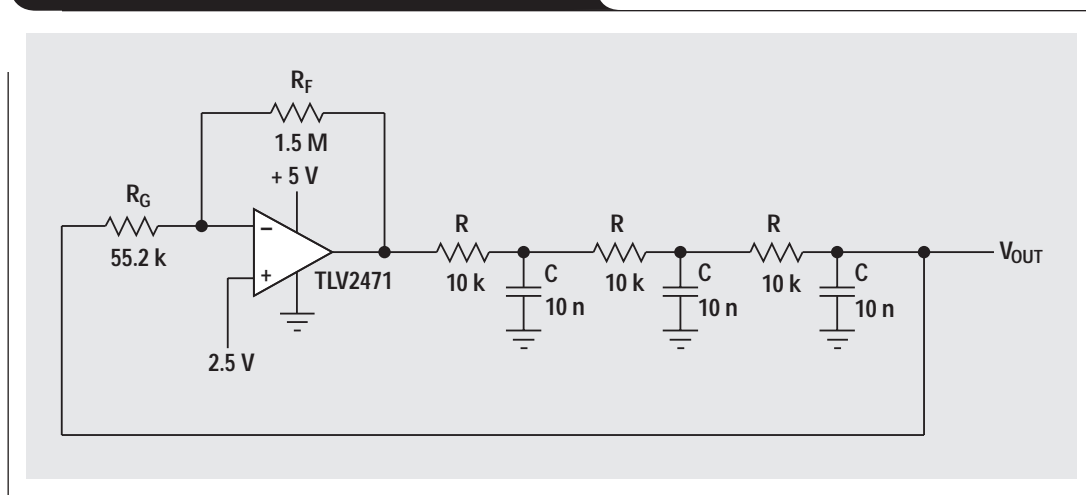 R_F
1.5 M
+ 5 V
R_G
55.2 k
−
+
TLV2471
2.5 V
R
10 k
C
10 n
R
10 k
C
10 n
R
10 k
C
10 n
V_OUT